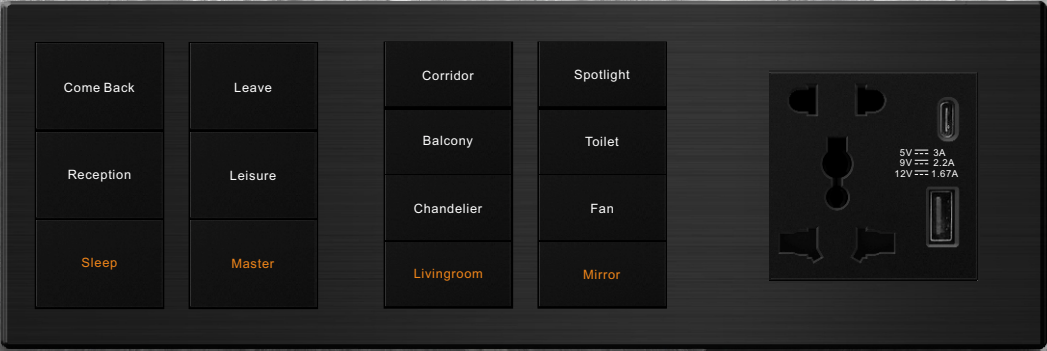 Come Back
Leave
Corridor
Spotlight
Reception
Leisure
Balcony
Toilet
Sleep
Master
Chandelier
Fan
Livingroom
Mirror
5V⎓ 3A
9V⎓ 2.2A
12V⎓ 1.67A